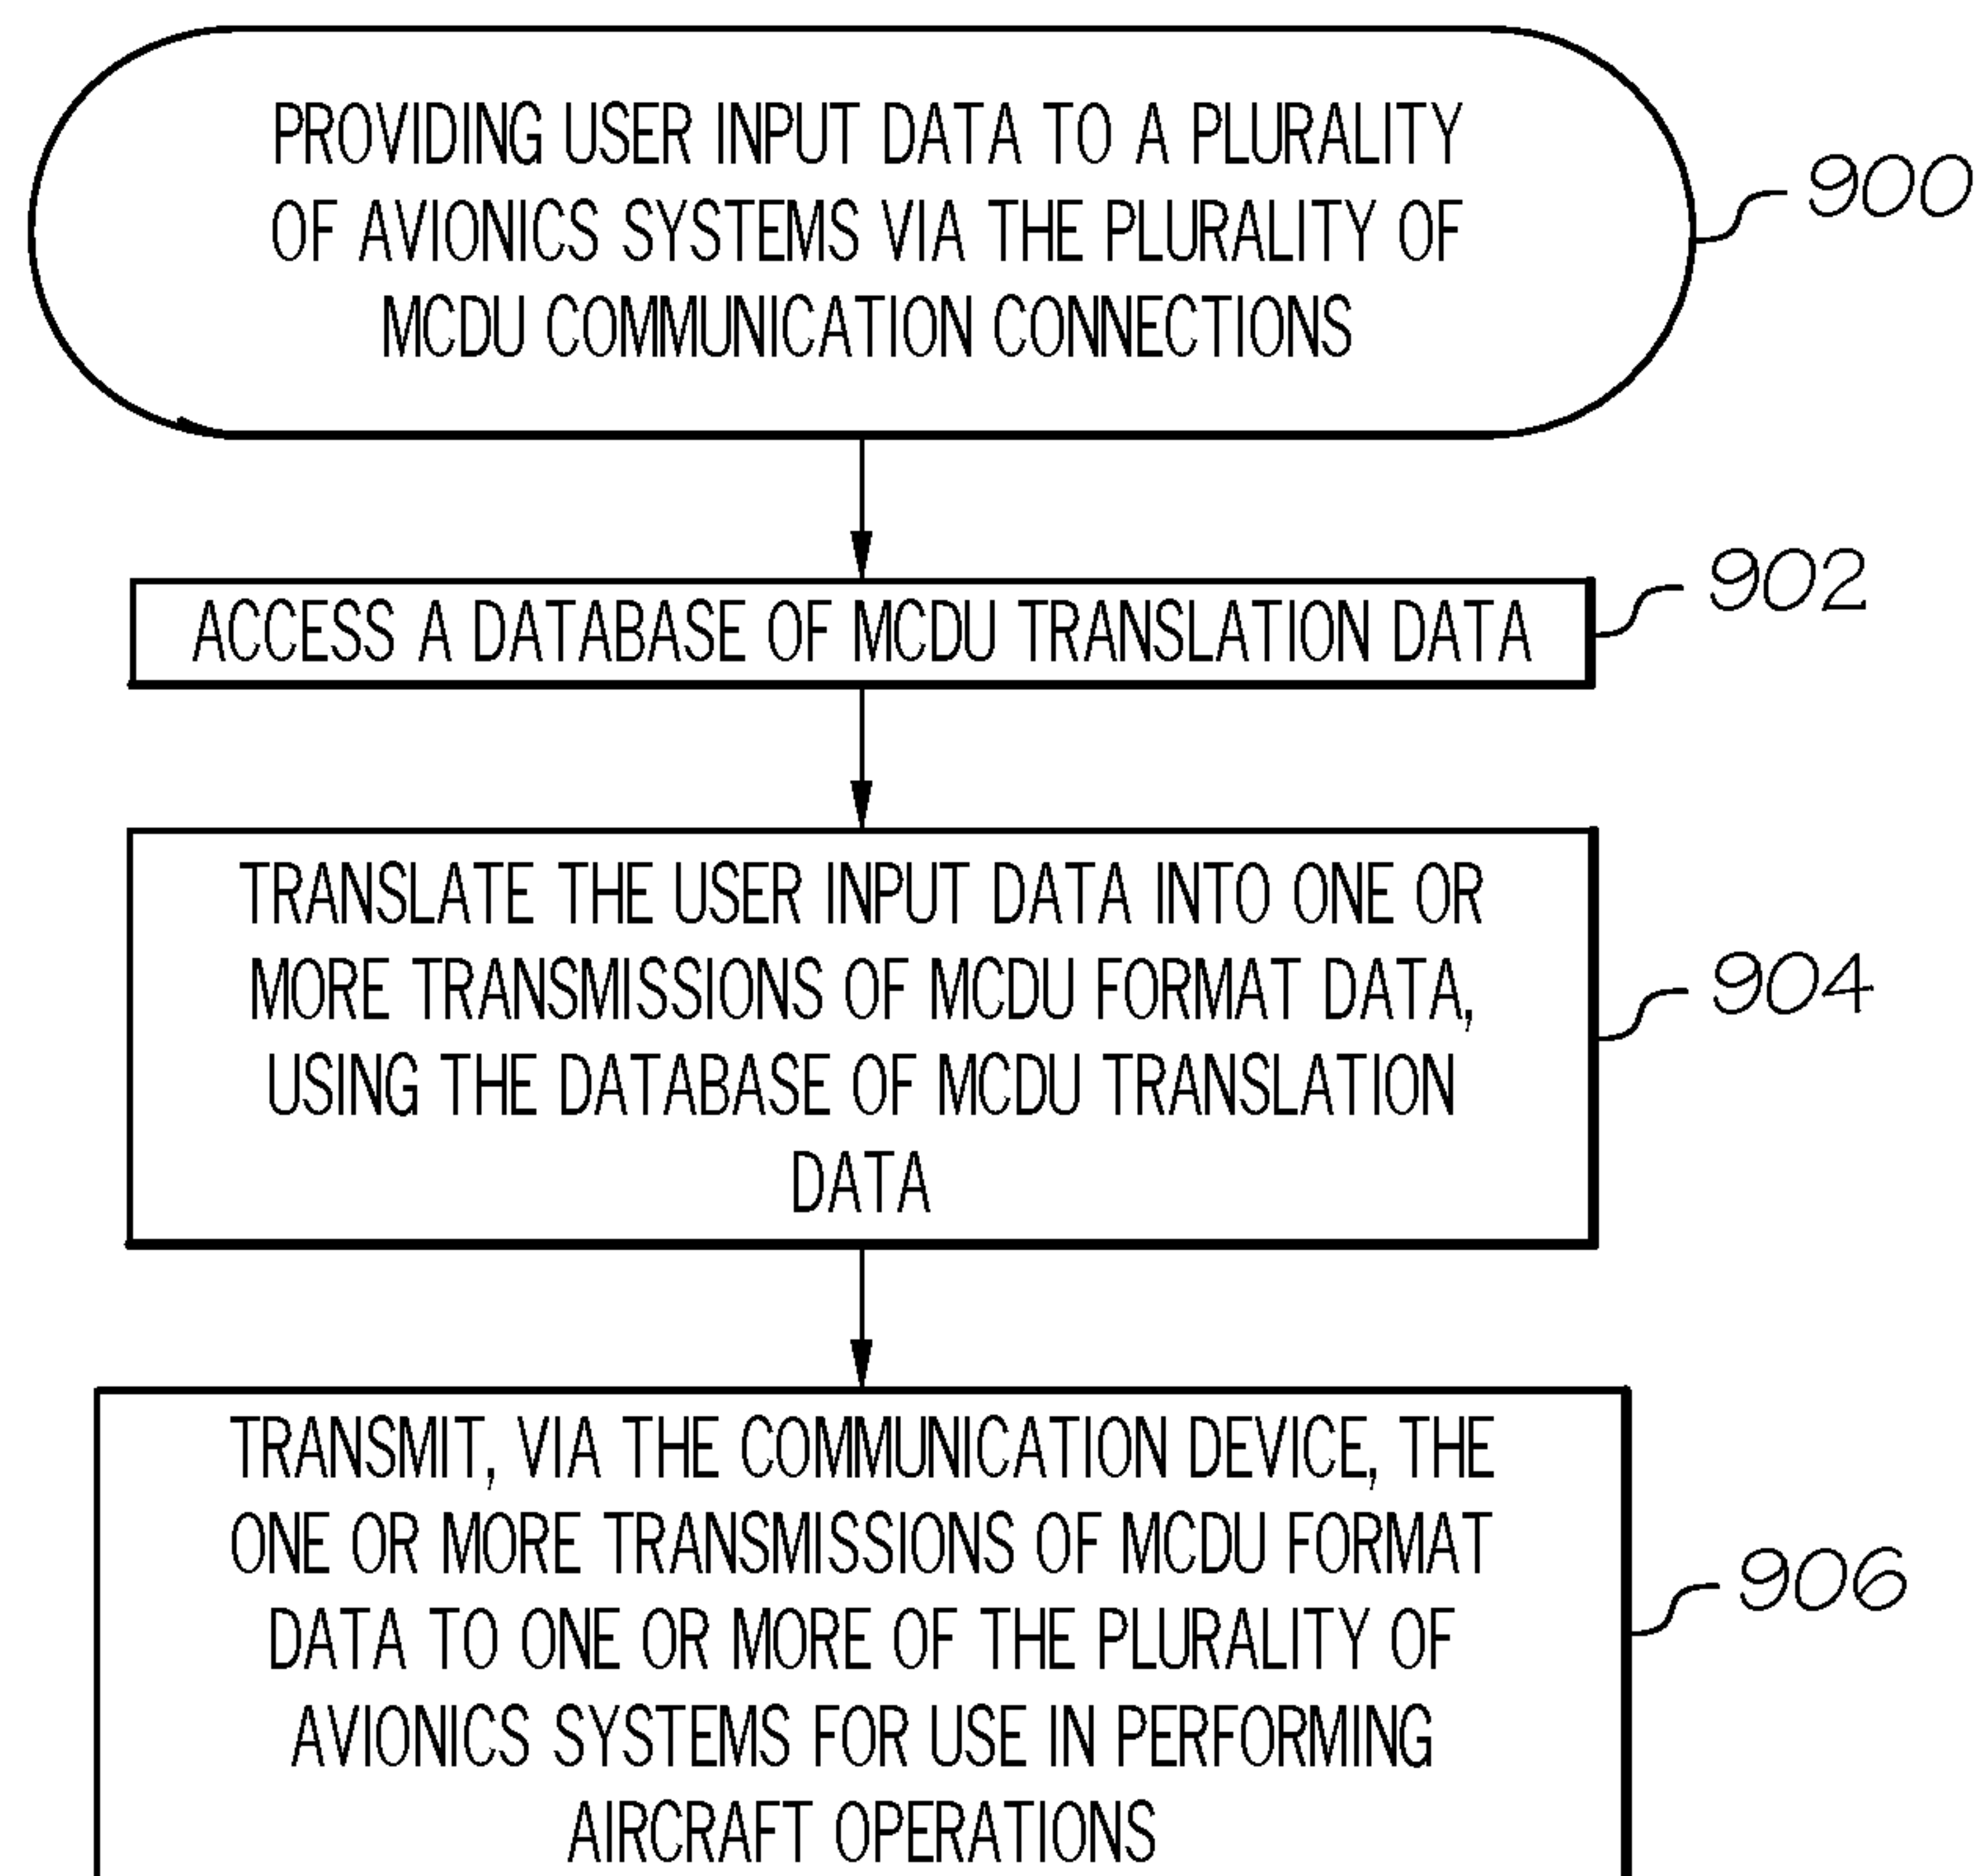 PROVIDING USER INPUT DATA TO A PLURALITY
OF AVIONICS SYSTEMS VIA THE PLURALITY OF
MCDU COMMUNICATION CONNECTIONS
900
ACCESS A DATABASE OF MCDU TRANSLATION DATA
902
TRANSLATE THE USER INPUT DATA INTO ONE OR
MORE TRANSMISSIONS OF MCDU FORMAT DATA,
USING THE DATABASE OF MCDU TRANSLATION
DATA
904
TRANSMIT, VIA THE COMMUNICATION DEVICE, THE
ONE OR MORE TRANSMISSIONS OF MCDU FORMAT
DATA TO ONE OR MORE OF THE PLURALITY OF
AVIONICS SYSTEMS FOR USE IN PERFORMING
AIRCRAFT OPERATIONS
906